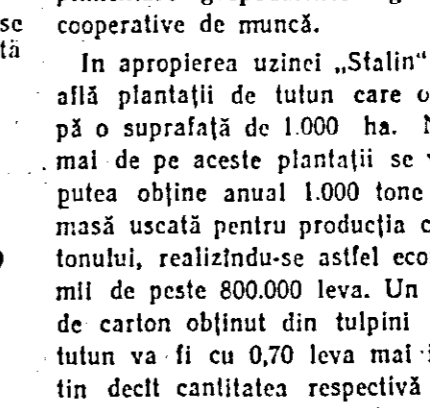 se
tă
cooperative de muncă.
In apropierea uzinei „Stalin"
află plantații de tutun care
pă o suprafață de 1.000 ha.
mai de pe aceste plantații se
putea obține anual 1.000 tone
masă uscată pentru producția
tonului, realizîndu-se astfel eco
mii de peste 800.000 leva. Un
de carton obținut din tulpini
tutun va fi cu 0,70 leva mai
tin decît cantitatea respectivă